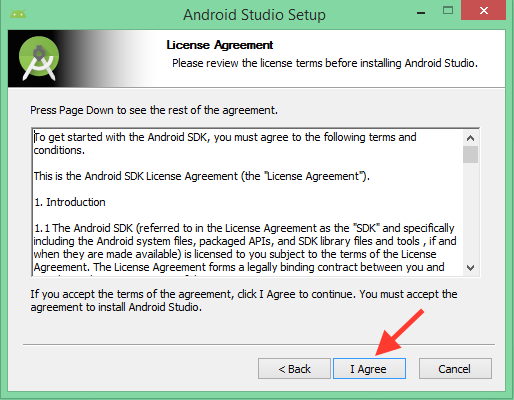 Android Studio Setup
License Agreement
Please review the license terms before installing Android Studio.
Press Page Down to see the rest of the agreement.
To get started with the Android SDK, you must agree to the following terms and
conditions.
This is the Android SDK License Agreement (the "License Agreement").
1. Introduction
1.1 The Android SDK (referred to in the License Agreement as the "SDK" and specifically
including the Android system files, packaged APIs, and SDK library files and tools , if and
when they are made available) is licensed to you subject to the terms of the License
Agreement. The License Agreement forms a legally binding contract between you and
If you accept the terms of the agreement, click I Agree to continue. You must accept the
agreement to install Android Studio.
< Back
I Agree
Cancel